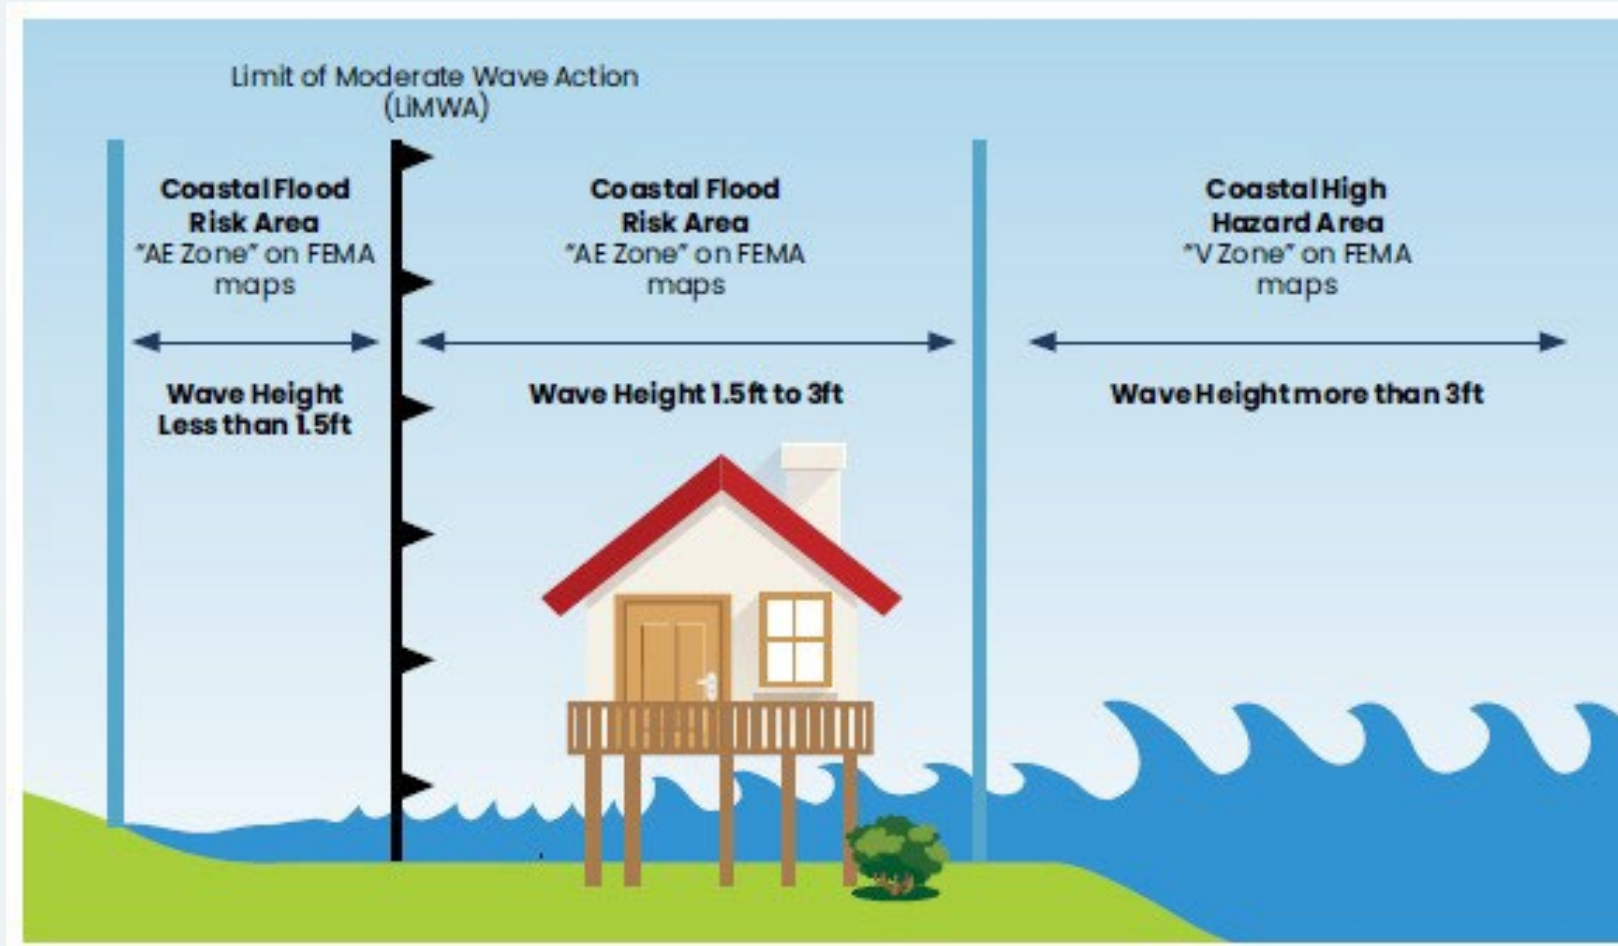 Limit of Moderate Wave Action
(LiMWA)
Coastal Flood
Risk Area
"AE Zone" on FEMA
maps
Wave Height
Less than 1.5ft
Coastal Flood
Risk Area
"AE Zone" on FEMA
maps
Wave Height 1.5ft to 3ft
Coastal High
Hazard Area
"V Zone" on FEMA
maps
Wave Height more than 3ft